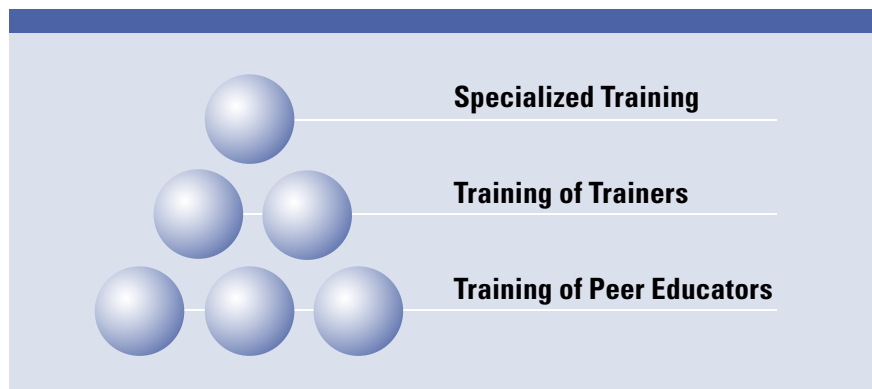 Specialized Training
Training of Trainers
Training of Peer Educators